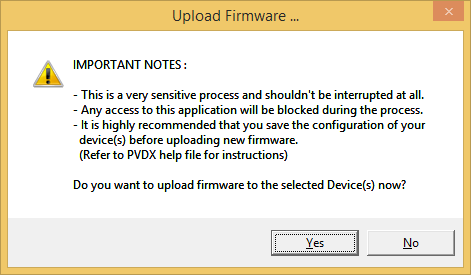 Upload Firmware ...
IMPORTANT NOTES :
- This is a very sensitive process and shouldn't be interrupted at all.
- Any access to this application will be blocked during the process.
- It is highly recommended that you save the configuration of your
device(s) before uploading new firmware.
(Refer to PVDX help file for instructions)
Do you want to upload firmware to the selected Device(s) now?
Yes
No